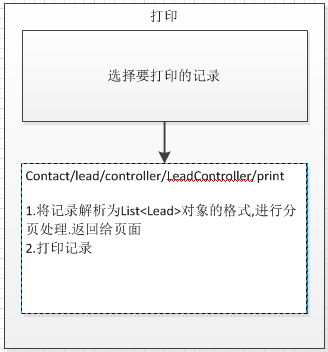 打印
选择要打印的记录
Contact/lead/controller/LeadController/print
1.将记录解析为List<Lead>对象的格式,进行分
页处理.返回给页面
2.打印记录